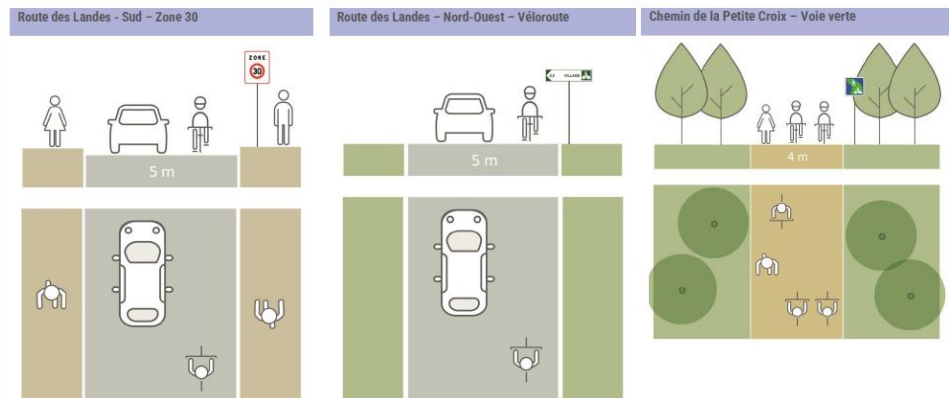 Route des Landes - Sud – Zone 30
Route des Landes – Nord-Ouest – Véloroute
Chemin de la Petite Croix – Voie verte
ZONE
30
VILLAGE
5 m
5 m
4 m